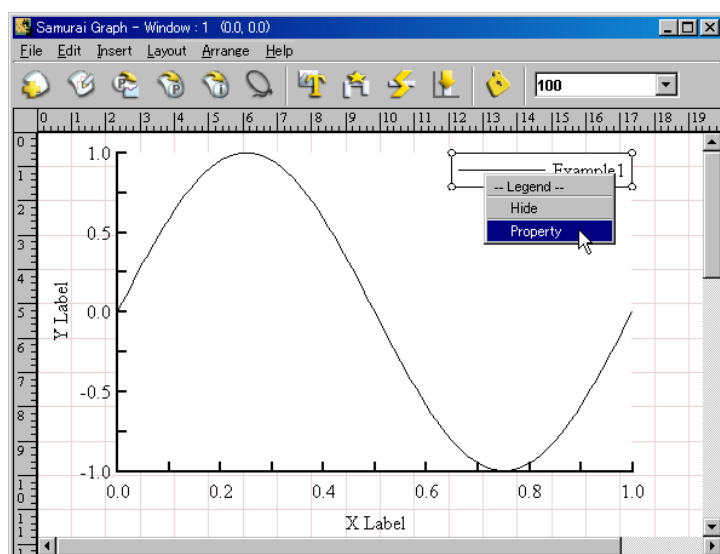 Samurai Graph - Window : 1 (0.0, 0.0)
File Edit Insert Layout Arrange Help
P P i T 100
0 1 2 3 4 5 6 7 8 9 10 11 12 13 14 15 16 17 18 19
0
1
2
3
4
5
6
7
8
9
10
11
1.0
0.5
0.0
-0.5
-1.0
Y Label
Example1
-- Legend --
Hide
Property
0.0 0.2 0.4 0.6 0.8 1.0
X Label